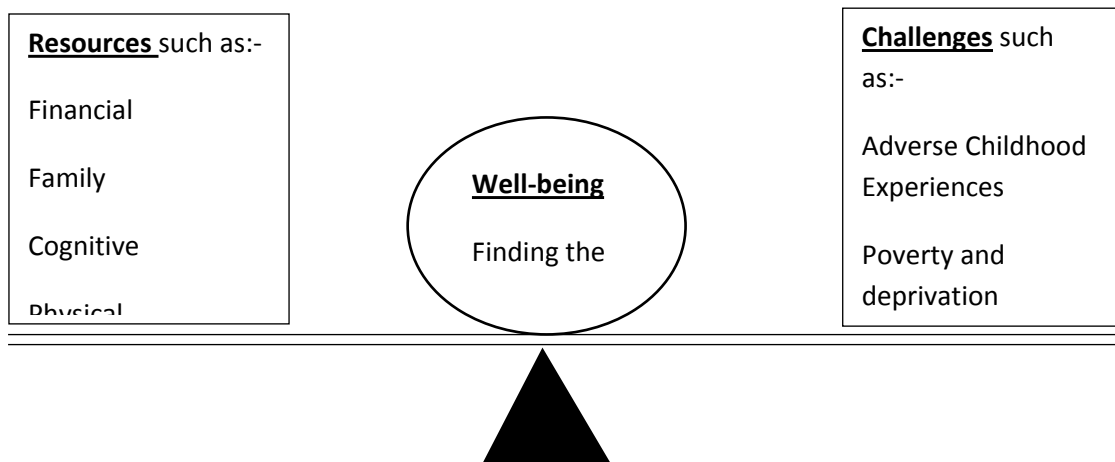 Resources such as:-
Financial
Family
Cognitive
Physical
Well-being
Finding the
Challenges such
as:-
Adverse Childhood
Experiences
Poverty and
deprivation